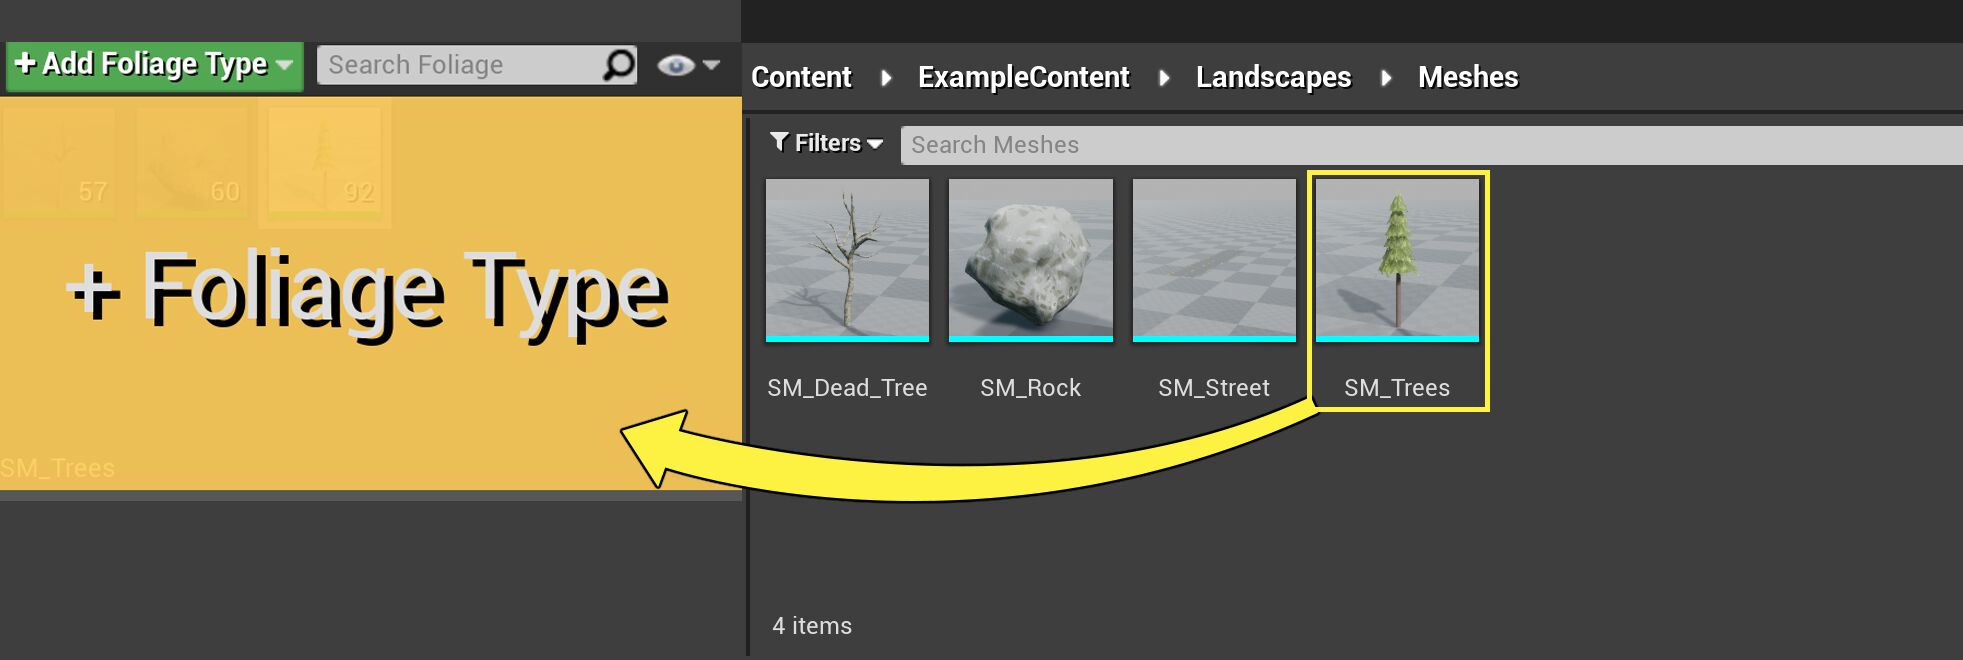 + Add Foliage Type
Search Foliage
57
60
92
+ Foliage Type
SM_Trees
Content
ExampleContent
Landscapes
Meshes
Filters
Search Meshes
SM_Dead_Tree
SM_Rock
SM_Street
SM_Trees
4 items